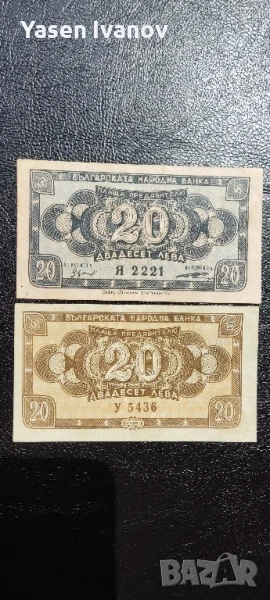 Yasen Ivanov
БЪЛГАРСКАТА НАРОДНА БАНКА
ПЛАЩА ПРЕДЯВИТЕЛЮ
20
20 ДВАДЕСЕТ ЛЕВА 20
Я 2221
БЪЛГАРСКАТА НАРОДНА БАНКА
ПЛАЩА ПРЕДЯВИТЕЛЮ
20
20 ДВАДЕСЕТ ЛЕВА 20
У 5436
BAZAR